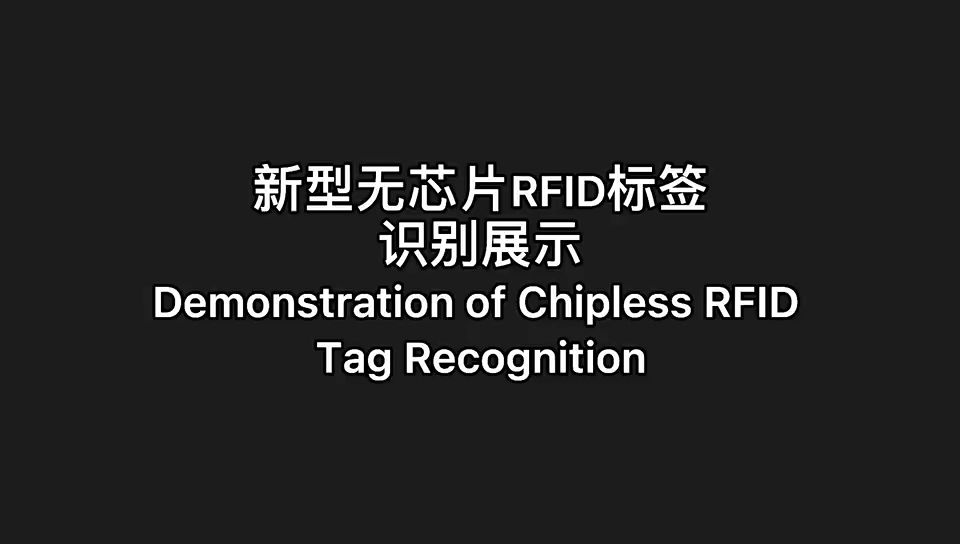 新型无芯片RFID标签
识别展示
Demonstration of Chipless RFID
Tag Recognition